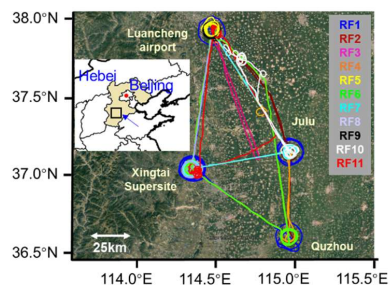 38.0°N
37.5°N
37.0°N
36.5°N
Luancheng
airport
Hebei
Beijing
Julu
Xingtai
Supersite
Quzhou
25km
RF1
RF2
RF3
RF4
RF5
RF6
RF7
RF8
RF9
RF10
RF11
114.0°E
114.5°E
115.0°E
115.5°E